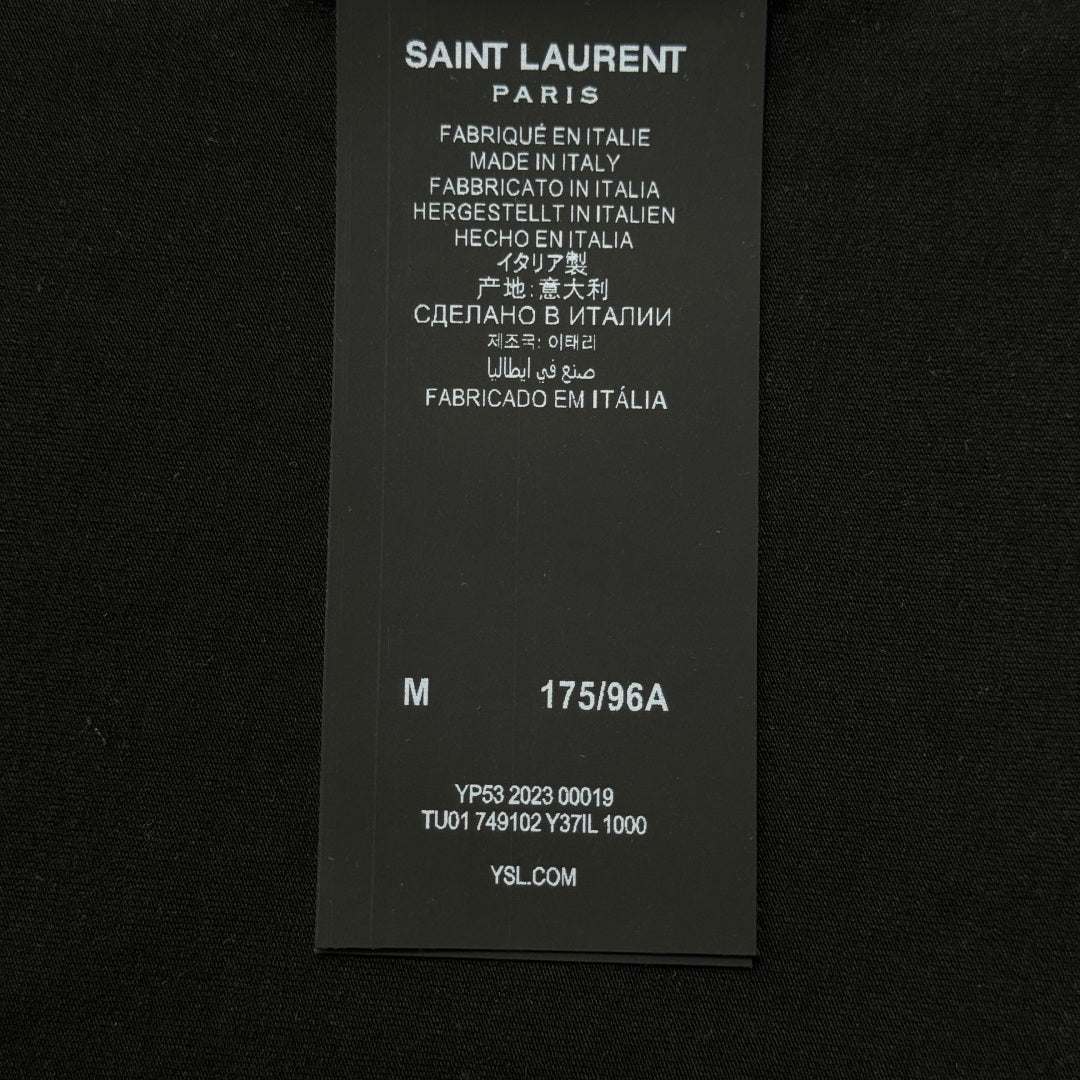 SAINT LAURENT
PARIS
FABRIQUÉ EN ITALIE
MADE IN ITALY
FABBRICATO IN ITALIA
HERGESTELLT IN ITALIEN
HECHO EN ITALIA
イタリア製
产地:意大利
СДЕЛАНО В ИТАЛИИ
제조국: 이태리
صنع في ايطاليا
FABRICADO EM ITÁLIA
M 175/96A
YP53 2023 00019
TU01 749102 Y37IL 1000
YSL.COM